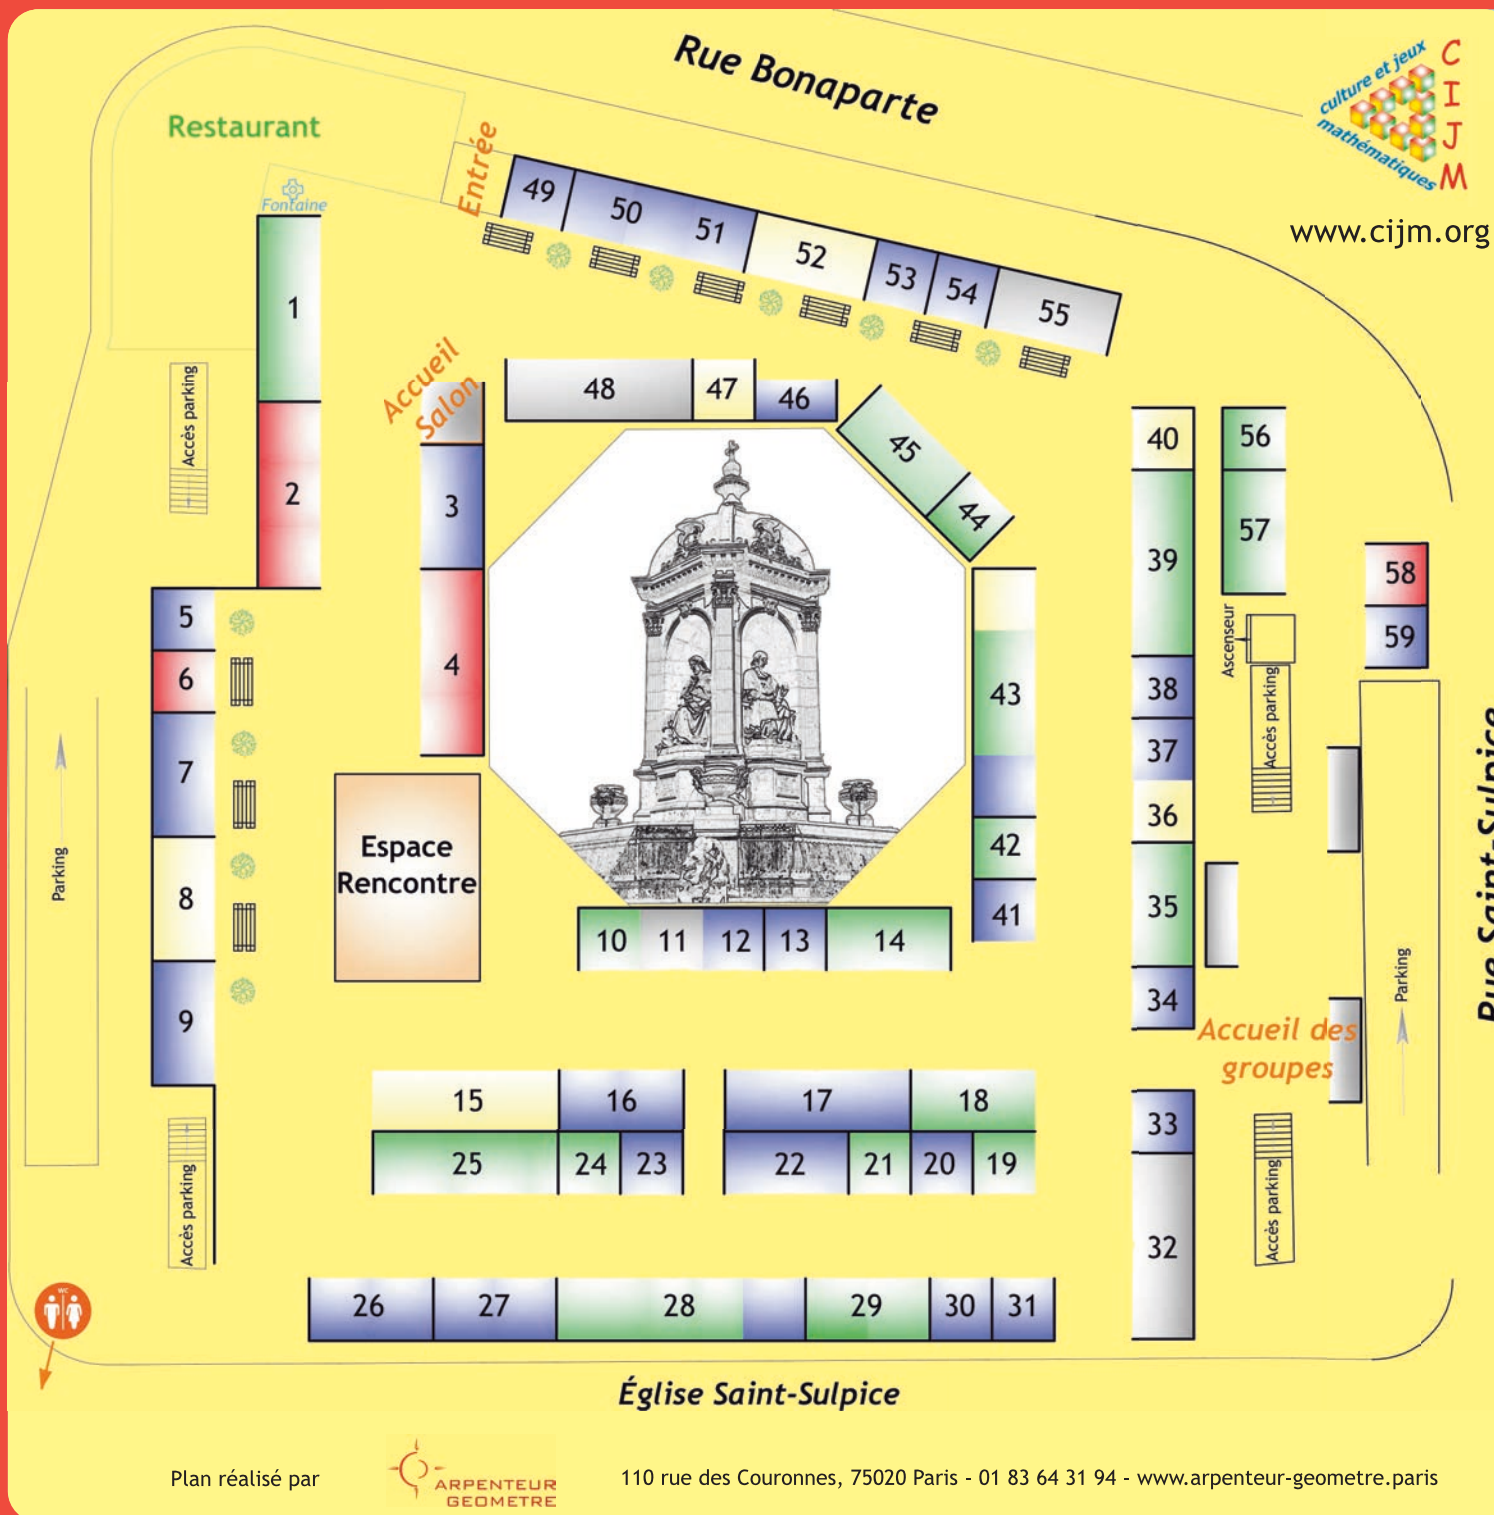 Rue Bonaparte
culture et jeux
mathématiques
C
I
J
M
www.cijm.org
Restaurant
Fontaine
Entrée
49
50
51
52
53
54
55
1
2
Accès parking
Accueil
Salon
3
4
48
47
46
45
44
40
39
38
37
36
35
34
56
57
58
59
Ascenseur
Accès parking
5
6
7
8
9
Parking
Espace
Rencontre
43
42
41
10
11
12
13
14
Rue Saint-Sulpice
Parking
Accueil des
groupes
15
16
17
18
25
24
23
22
21
20
19
33
32
Accès parking
Accès parking
26
27
28
29
30
31
WC
Église Saint-Sulpice
Plan réalisé par
ARPENTEUR
GEOMETRE
110 rue des Couronnes, 75020 Paris - 01 83 64 31 94 - www.arpenteur-geometre.paris